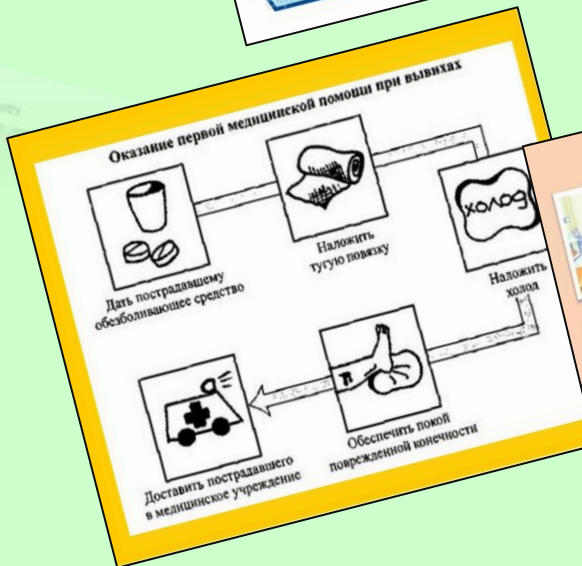 Оказание первой медицинской помощи при вывихах
Дать пострадавшему
обезболивающее средство
Наложить
тугую повязку
холод
Наложить
холод
Обеспечить покой
поврежденной конечности
Доставить пострадавшего
в медицинское учреждение